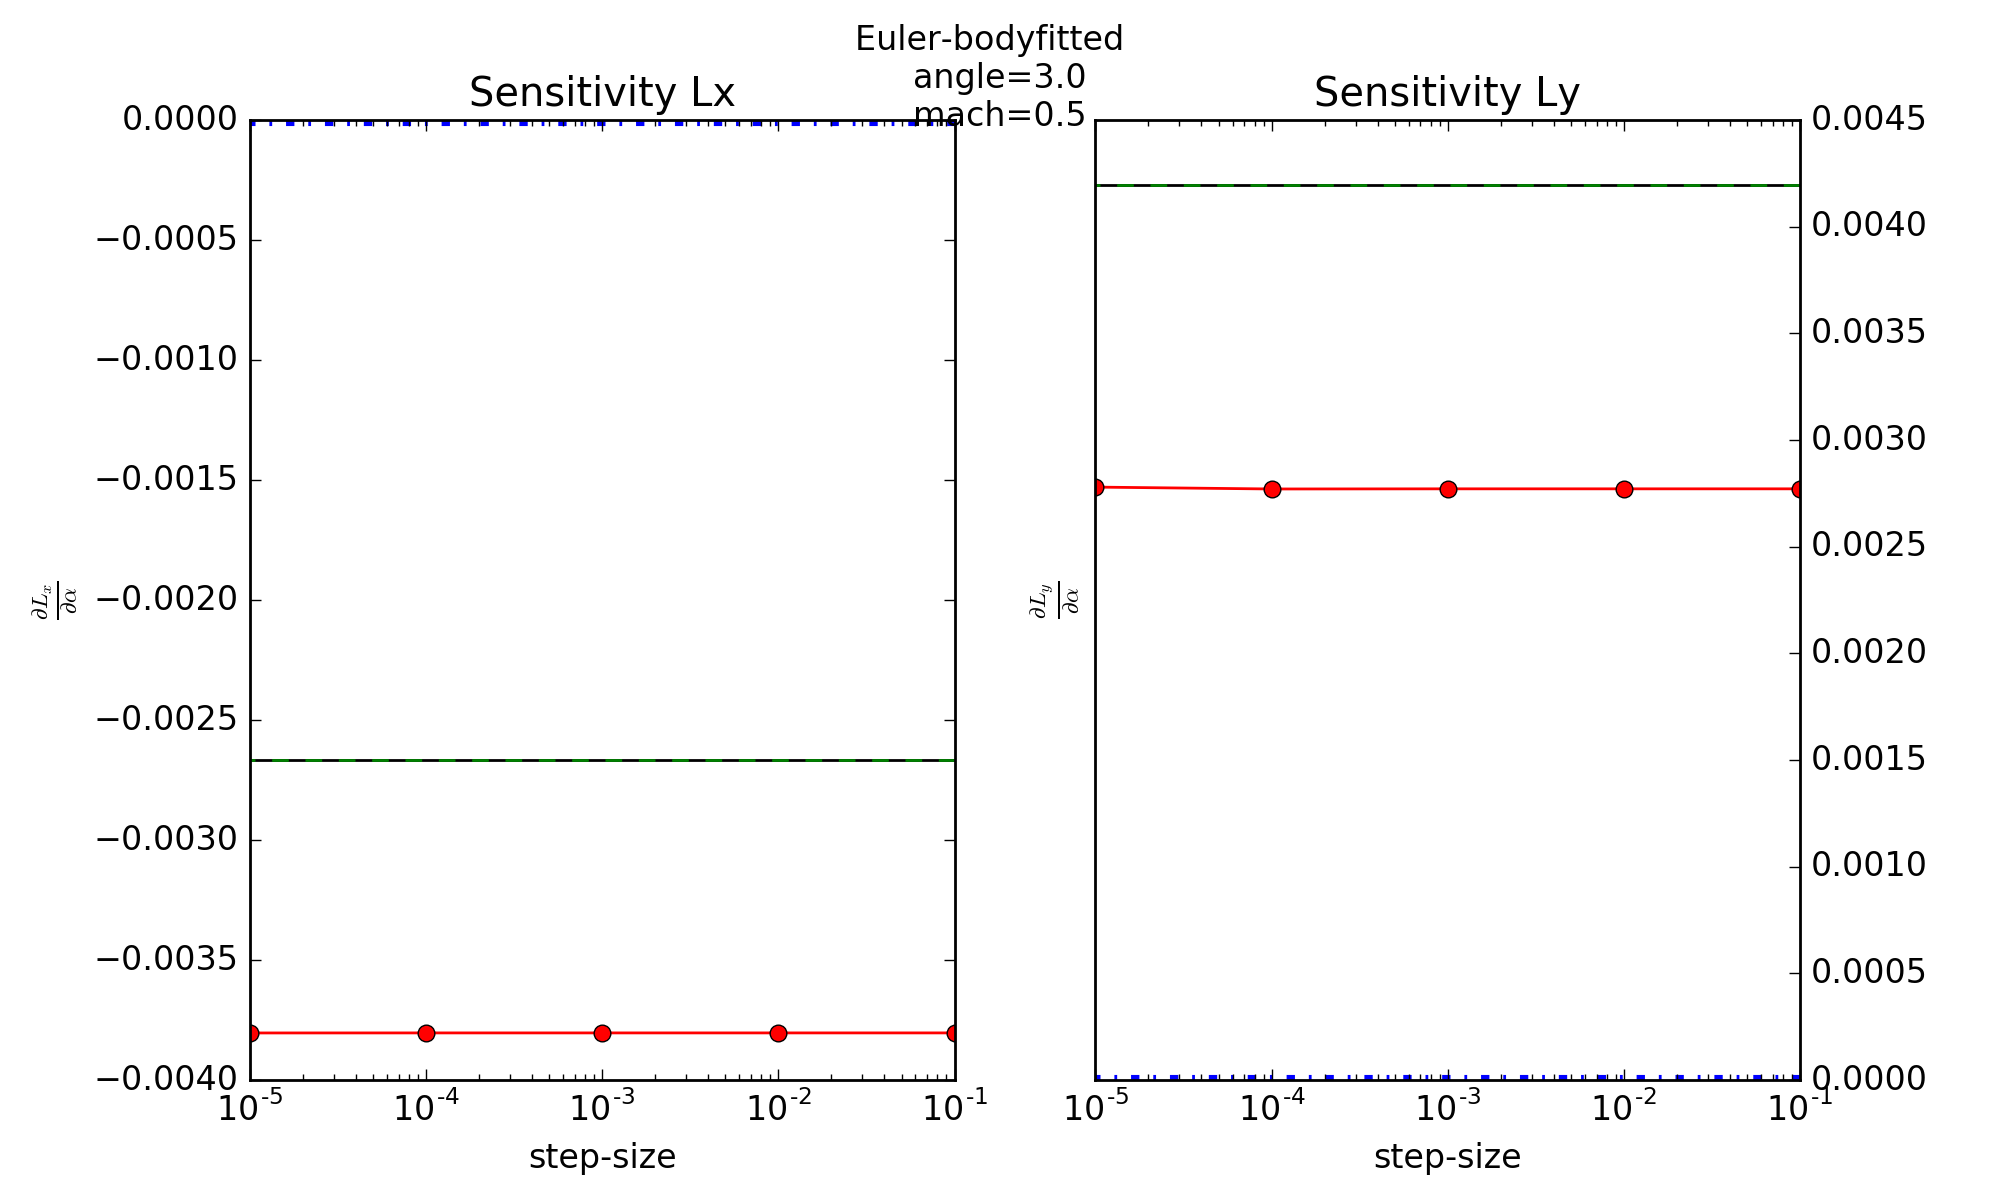 Euler-bodyfitted
angle=3.0
mach=0.5
Sensitivity Lx
0.0000
−0.0005
−0.0010
−0.0015
−0.0020
−0.0025
−0.0030
−0.0035
−0.0040
∂Lₓ/∂α
10^-5 10^-4 10^-3 10^-2 10^-1
step-size
Sensitivity Ly
∂L_y/∂α
0.0045
0.0040
0.0035
0.0030
0.0025
0.0020
0.0015
0.0010
0.0005
0.0000
10^-5 10^-4 10^-3 10^-2 10^-1
step-size